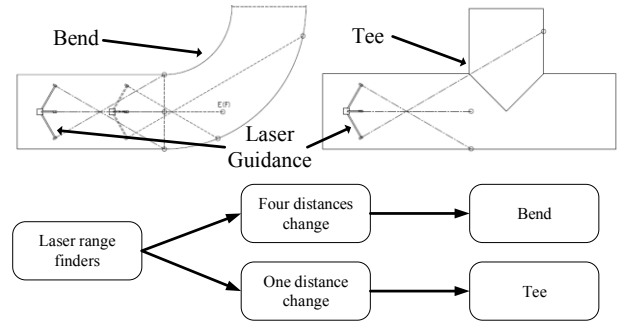 Bend
Tee
E(F)
Laser
Guidance
Laser range
finders
Four distances
change
Bend
One distance
change
Tee